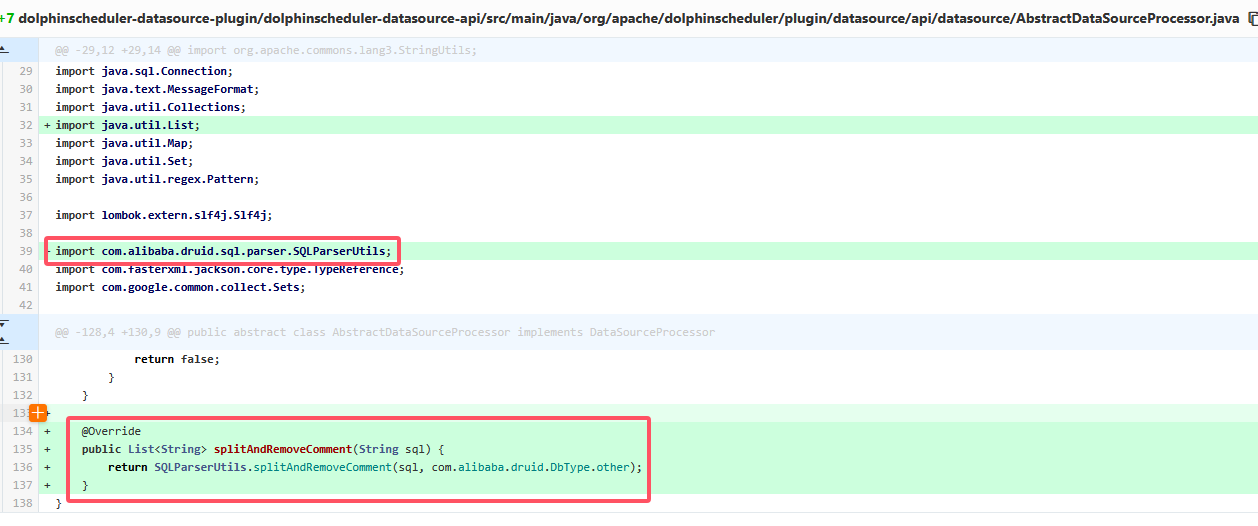 +7 dolphinscheduler-datasource-plugin/dolphinscheduler-datasource-api/src/main/java/org/apache/dolphinscheduler/plugin/datasource/api/datasource/AbstractDataSourceProcessor.java
@@ -29,12 +29,14 @@ import org.apache.commons.lang3.StringUtils;
29 import java.sql.Connection;
30 import java.text.MessageFormat;
31 import java.util.Collections;
32 + import java.util.List;
33 import java.util.Map;
34 import java.util.Set;
35 import java.util.regex.Pattern;
36
37 import lombok.extern.slf4j.Slf4j;
38
39 + import com.alibaba.druid.sql.parser.SQLParserUtils;
40 import com.fasterxml.jackson.core.type.TypeReference;
41 import com.google.common.collect.Sets;
42
@@ -128,4 +130,9 @@ public abstract class AbstractDataSourceProcessor implements DataSourceProcessor
130 return false;
131 }
132 }
133 +
134 + @Override
135 + public List<String> splitAndRemoveComment(String sql) {
136 + return SQLParserUtils.splitAndRemoveComment(sql, com.alibaba.druid.DbType.other);
137 + }
138 }